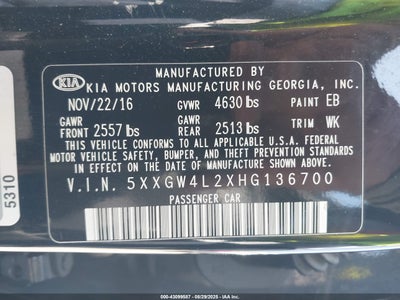 MANUFACTURED BY
KIA
KIA MOTORS MANUFACTURING GEORGIA, INC.
NOV/22/16 GVWR 4630 lbs PAINT EB
GAWR GAWR TRIM WK
FRONT 2557 lbs REAR 2513 lbs
THIS VEHICLE CONFORMS TO ALL APPLICABLE U.S. FEDERAL
MOTOR VEHICLE SAFETY, BUMPER, AND THEFT PREVENTION
STANDARDS IN EFFECT ON THE DATE OF MANUFACTURE SHOWN ABOVE.
V.I.N. 5XXGW4L2XHG136700
PASSENGER CAR
5310
000-43099587 - 08/29/2025 - IAA, Inc.